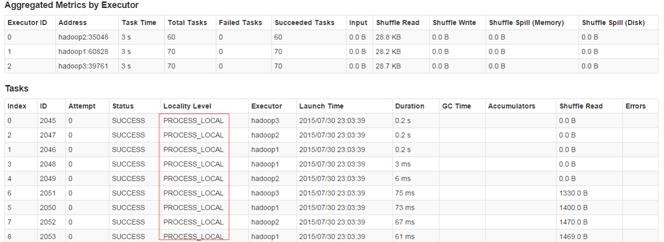 Aggregated Metrics by Executor
Executor ID Address Task Time Total Tasks Failed Tasks Succeeded Tasks Input Shuffle Read Shuffle Write Shuffle Spill (Memory) Shuffle Spill (Disk)
0 hadoop2:35048 3 s 60 0 60 0.0 B 28.8 KB 0.0 B 0.0 B 0.0 B
1 hadoop1:60828 3 s 70 0 70 0.0 B 28.2 KB 0.0 B 0.0 B 0.0 B
2 hadoop3:39761 3 s 70 0 70 0.0 B 28.7 KB 0.0 B 0.0 B 0.0 B
Tasks
Index ID Attempt Status Locality Level Executor Launch Time Duration GC Time Accumulators Shuffle Read Errors
0 2045 0 SUCCESS PROCESS_LOCAL hadoop3 2015/07/30 23:03:39 0.2 s 0.0 B
2 2047 0 SUCCESS PROCESS_LOCAL hadoop2 2015/07/30 23:03:39 0.2 s 0.0 B
1 2046 0 SUCCESS PROCESS_LOCAL hadoop1 2015/07/30 23:03:39 0.2 s 0.0 B
3 2048 0 SUCCESS PROCESS_LOCAL hadoop1 2015/07/30 23:03:39 3 ms 0.0 B
4 2049 0 SUCCESS PROCESS_LOCAL hadoop2 2015/07/30 23:03:39 6 ms 0.0 B
6 2051 0 SUCCESS PROCESS_LOCAL hadoop3 2015/07/30 23:03:39 75 ms 1330.0 B
5 2050 0 SUCCESS PROCESS_LOCAL hadoop1 2015/07/30 23:03:39 73 ms 1400.0 B
7 2052 0 SUCCESS PROCESS_LOCAL hadoop2 2015/07/30 23:03:39 67 ms 1470.0 B
8 2053 0 SUCCESS PROCESS_LOCAL hadoop1 2015/07/30 23:03:39 61 ms 1469.0 B